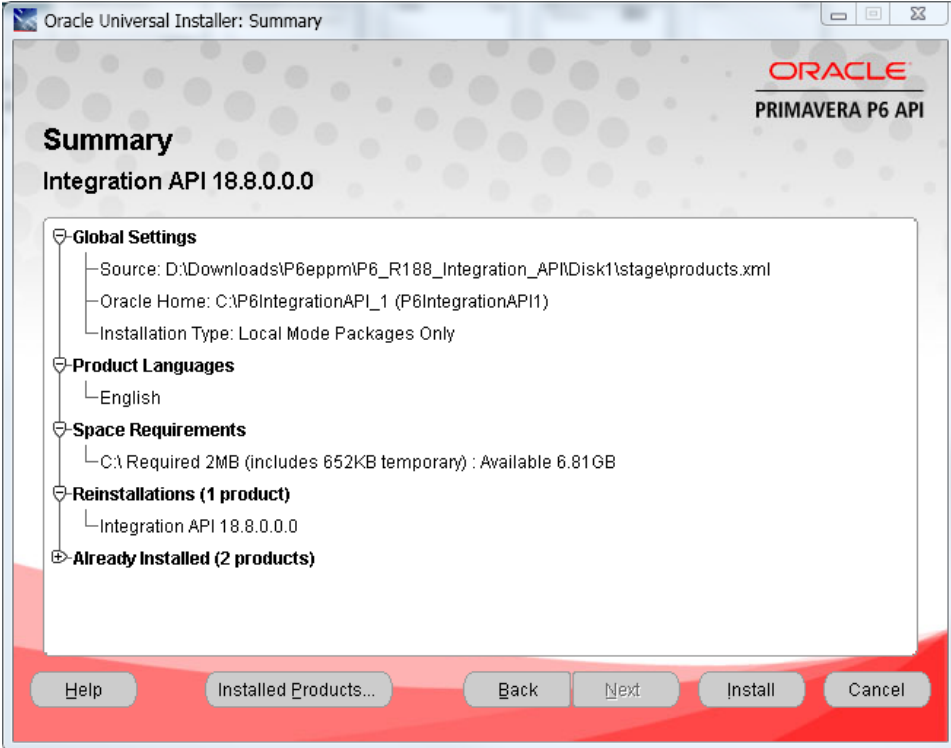 Oracle Universal Installer: Summary
ORACLE
PRIMAVERA P6 API
Summary
Integration API 18.8.0.0.0
Global Settings
Source: D:\Downloads\P6eppm\P6_R188_Integration_API\Disk1\stage\products.xml
Oracle Home: C:\P6IntegrationAPI_1 (P6IntegrationAPI1)
Installation Type: Local Mode Packages Only
Product Languages
English
Space Requirements
C:\ Required 2MB (includes 652KB temporary) : Available 6.81GB
Reinstallations (1 product)
Integration API 18.8.0.0.0
Already Installed (2 products)
Help Installed Products... Back Next Install Cancel